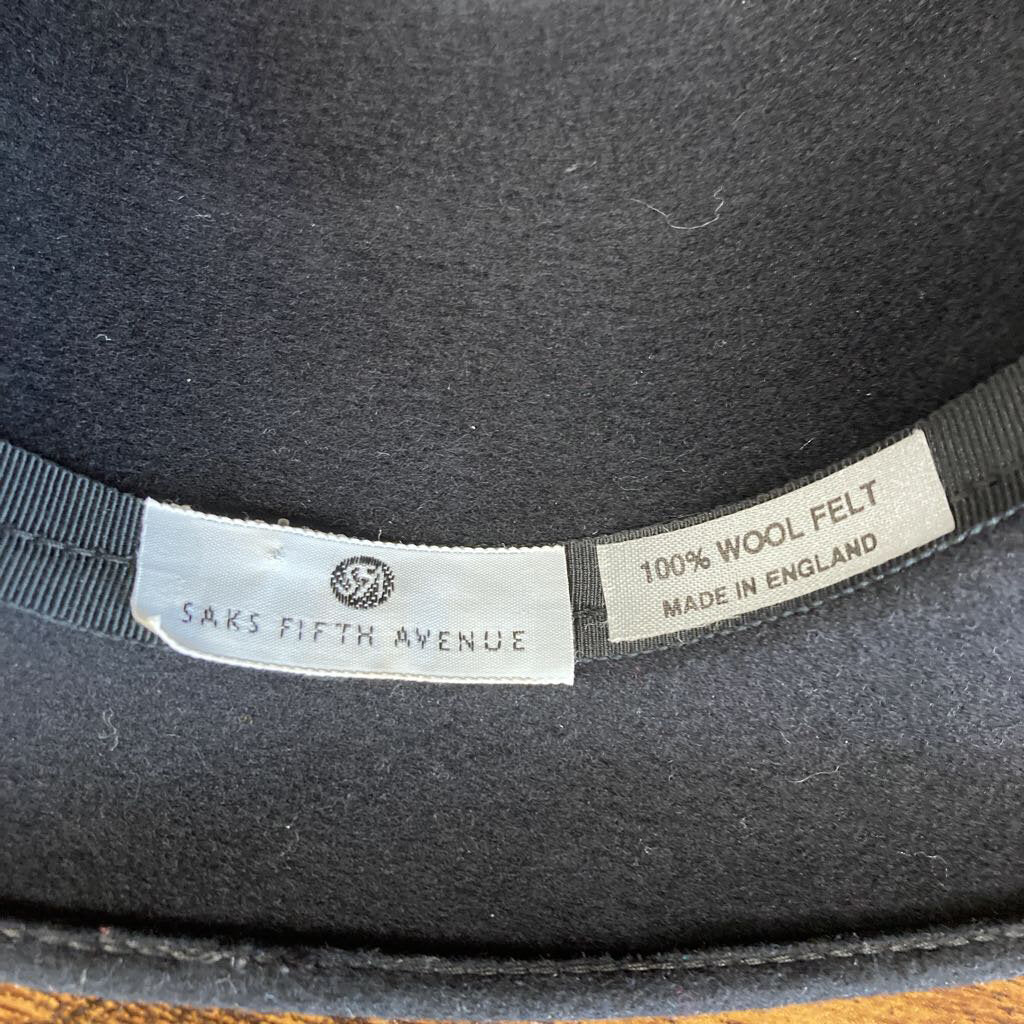 SAKS FIFTH AVENUE
100% WOOL FELT
MADE IN ENGLAND